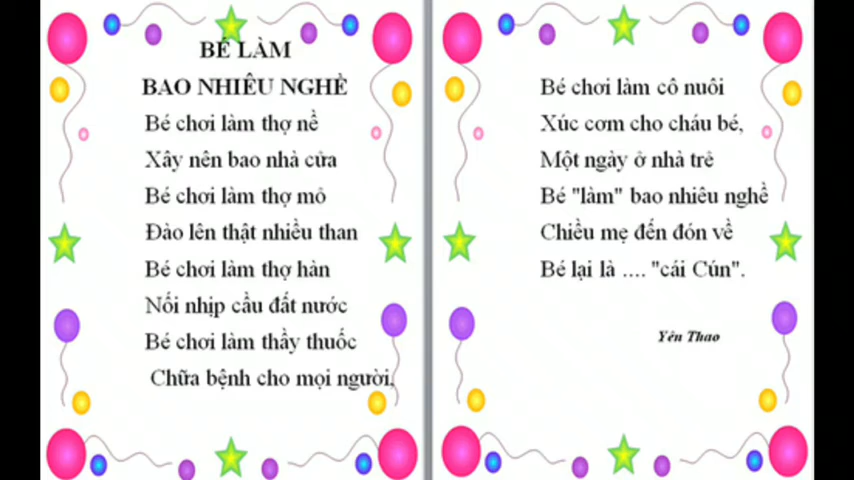 BÉ LÀM
BAO NHIÊU NGHỀ
Bé chơi làm thợ nề
Xây nên bao nhà cửa
Bé chơi làm thợ mỏ
Đào lên thật nhiều than
Bé chơi làm thợ hàn
Nối nhịp cầu đất nước
Bé chơi làm thầy thuốc
Chữa bệnh cho mọi người.
Bé chơi làm cô nuôi
Xúc cơm cho cháu bé,
Một ngày ở nhà trẻ
Bé "làm" bao nhiêu nghề
Chiều mẹ đến đón về
Bé lại là .... "cái Cún".
Yên Thao